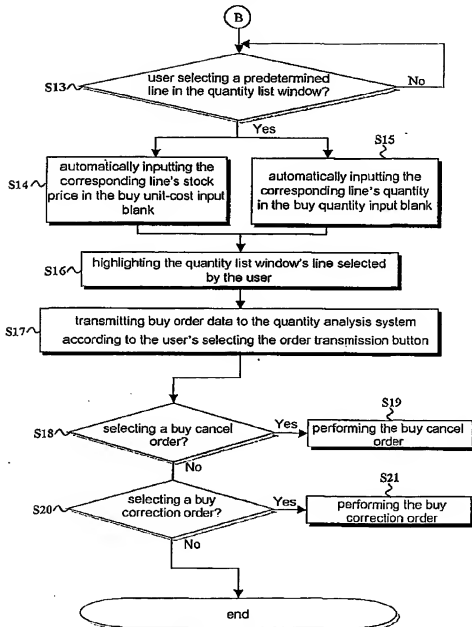 B
user selecting a predetermined
line in the quantity list window?
S13
No
Yes
S15
S14
automatically inputting the
corresponding line's stock
price in the buy unit-cost input
blank
automatically inputting the
corresponding line's quantity
in the buy quantity input blank
S16
highlighting the quantity list window's line selected
by the user
S17
transmitting buy order data to the quantity analysis system
according to the user's selecting the order transmission button
S18
selecting a buy cancel
order?
Yes
S19
performing the buy cancel
order
No
S20
selecting a buy
correction order?
Yes
S21
performing the buy
correction order
No
end